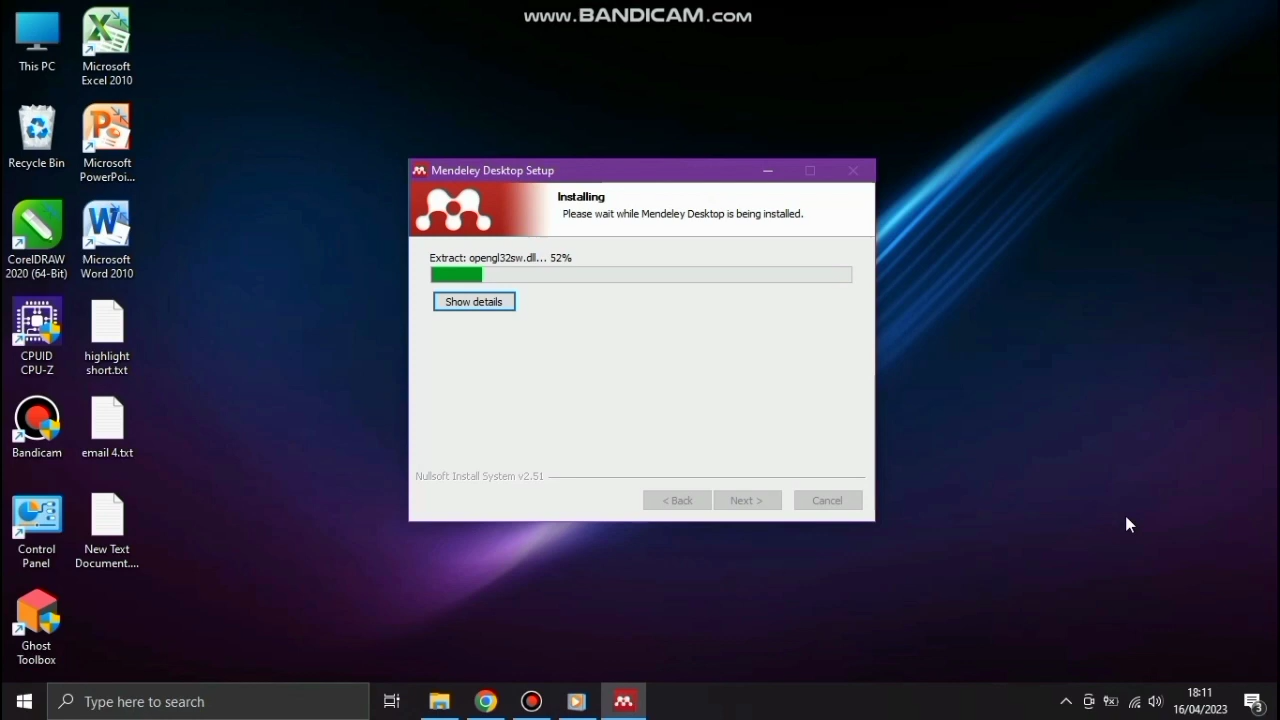 www.BANDICAM.com
This PC
Microsoft
Excel 2010
Recycle Bin
Microsoft
PowerPoi...
CorelDRAW
2020 (64-Bit)
Microsoft
Word 2010
CPUID
CPU-Z
highlight
short.txt
Bandicam
email 4.txt
Control
Panel
New Text
Document....
Ghost
Toolbox
Mendeley Desktop Setup
Installing
Please wait while Mendeley Desktop is being installed.
Extract: opengl32sw.dll... 52%
Show details
Nullsoft Install System v2.51
< Back
Next >
Cancel
Type here to search
18:11
16/04/2023
3